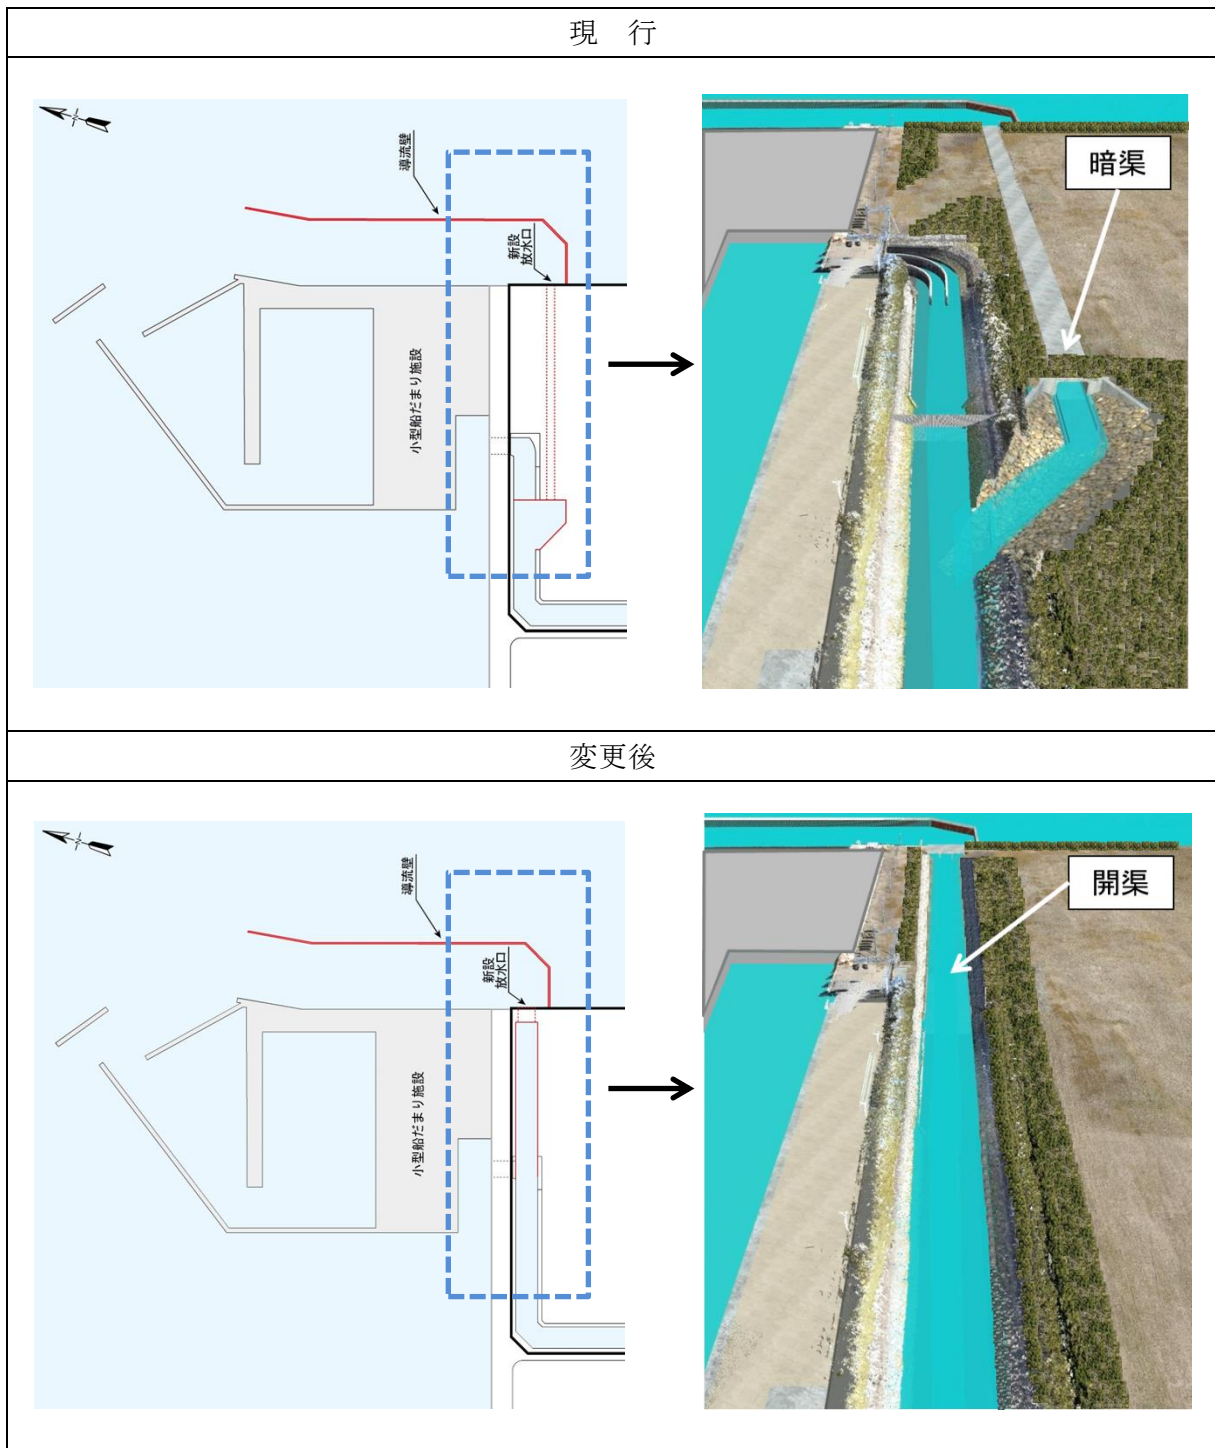 現　行
導流壁
新設
放水口
小型船だまり施設
暗渠
変更後
導流壁
新設
放水口
小型船だまり施設
開渠